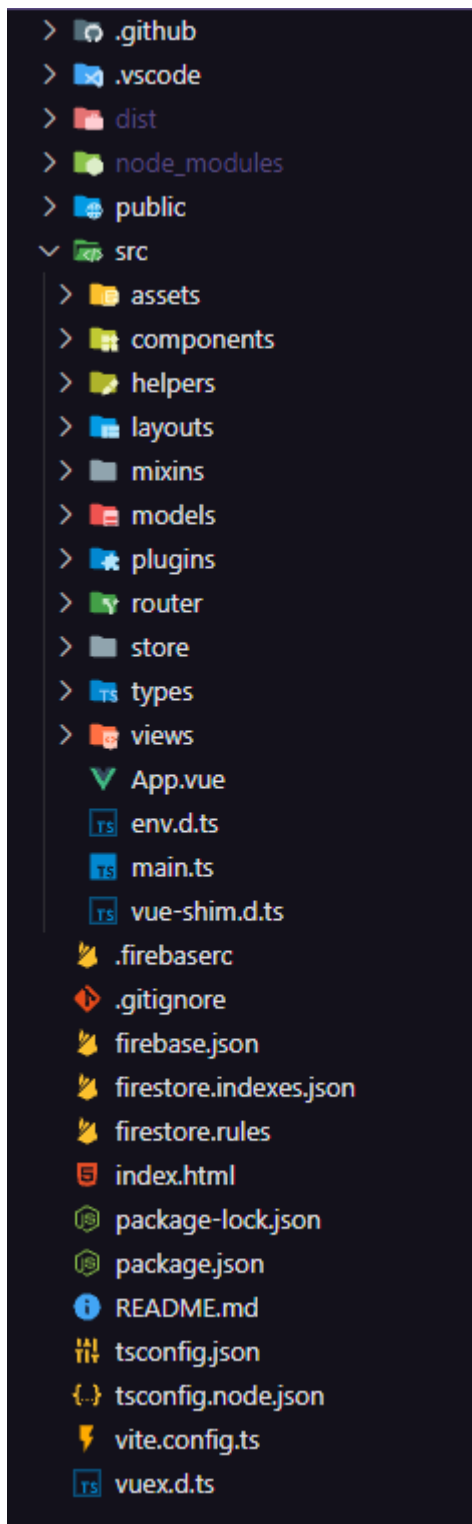 .github
.vscode
dist
node_modules
public
src
assets
components
helpers
layouts
mixins
models
plugins
router
store
types
views
App.vue
env.d.ts
main.ts
vue-shim.d.ts
.firebaserc
.gitignore
firebase.json
firestore.indexes.json
firestore.rules
index.html
package-lock.json
package.json
README.md
tsconfig.json
tsconfig.node.json
vite.config.ts
vuex.d.ts